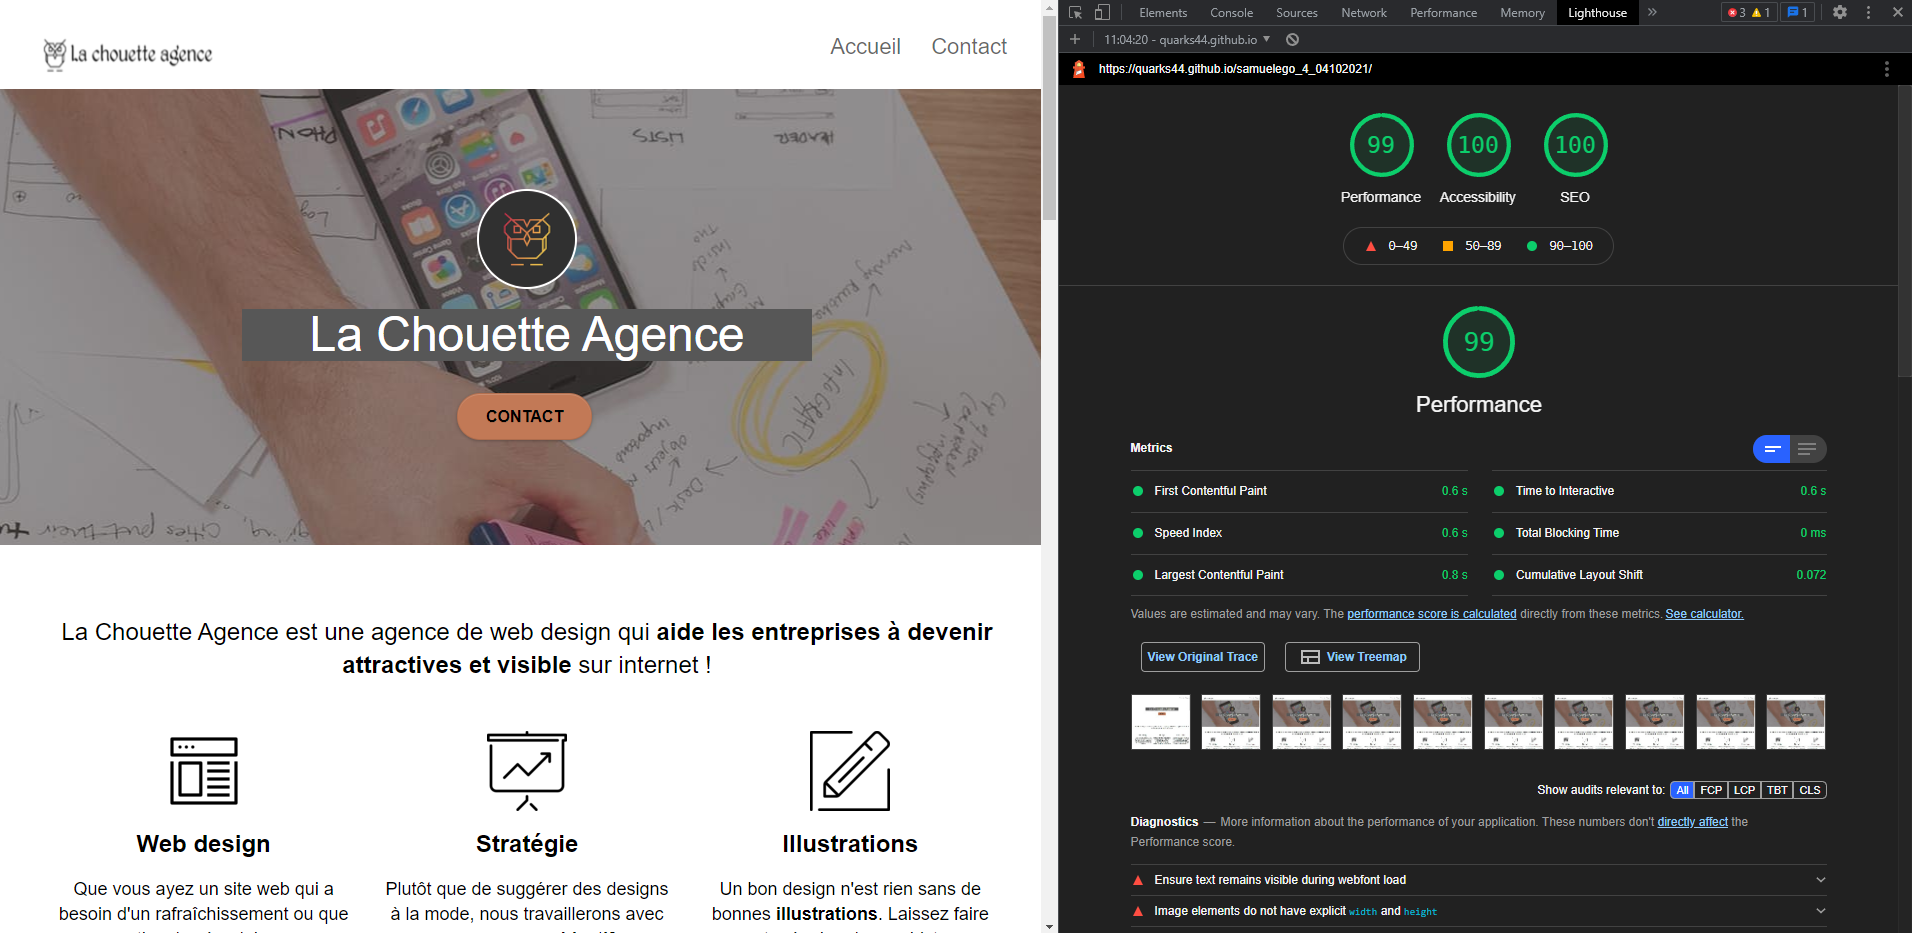 La chouette agence
Accueil
Contact
PHON
LISTS
HEADER
La Chouette Agence
CONTACT
La Chouette Agence est une agence de web design qui aide les entreprises à devenir
attractives et visible sur internet !
Web design
Stratégie
Illustrations
Que vous ayez un site web qui a
besoin d'un rafraîchissement ou que
Plutôt que de suggérer des designs
à la mode, nous travaillerons avec
Un bon design n'est rien sans de
bonnes illustrations. Laissez faire
Elements Console Sources Network Performance Memory Lighthouse » 3 1 1
+ 11:04:20 - quarks44.github.io
https://quarks44.github.io/samuelego_4_04102021/
99 100 100
Performance Accessibility SEO
0–49 50–89 90–100
99
Performance
Metrics
First Contentful Paint 0.6 s
Time to Interactive 0.6 s
Speed Index 0.6 s
Total Blocking Time 0 ms
Largest Contentful Paint 0.8 s
Cumulative Layout Shift 0.072
Values are estimated and may vary. The performance score is calculated directly from these metrics. See calculator.
View Original Trace View Treemap
Show audits relevant to: All FCP LCP TBT CLS
Diagnostics — More information about the performance of your application. These numbers don't directly affect the
Performance score.
Ensure text remains visible during webfont load
Image elements do not have explicit width and height